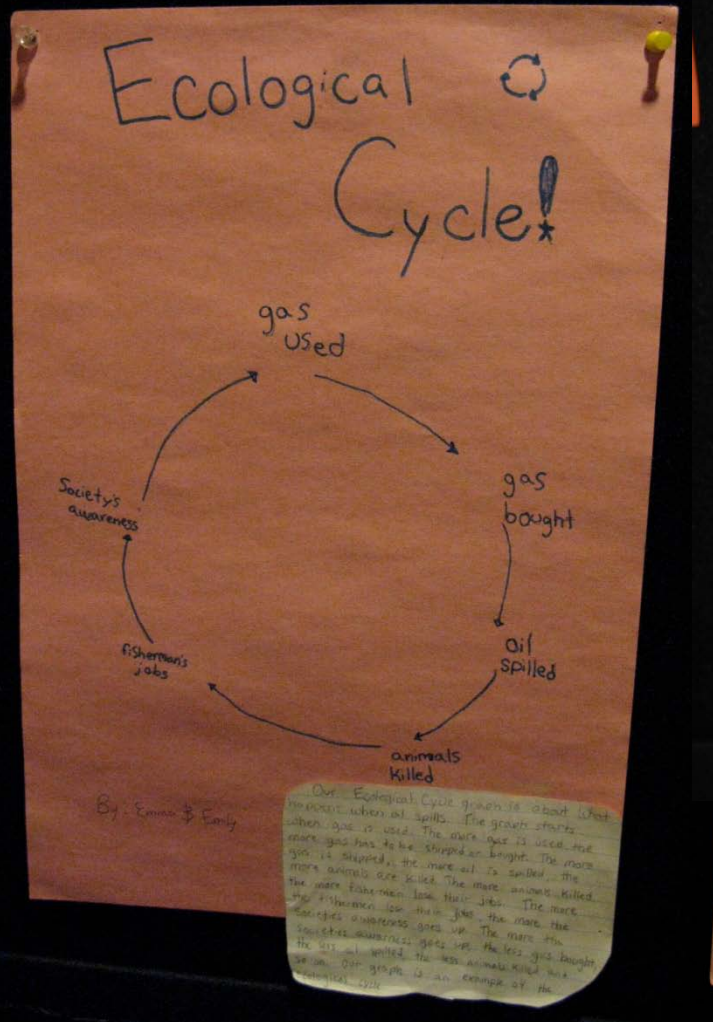 Ecological
Cycle!
gas
used
gas
bought
oil
spilled
animals
killed
fisherman's
jobs
Society's
awareness
By: Emma & Emily
Our Ecological Cycle graph is about what
happens when oil spills. The graph starts
when gas is used. The more gas is used, the
more gas has to be shipped or bought. The more
gas is shipped, the more oil is spilled, the
more animals are killed. The more animals killed,
the more fishermen lose their jobs. The more
the fishermen lose their jobs, the more the
societies awareness goes up. The more the
societies awarness goes up, the less gas bought,
the less oil spilled, the less animals killed and
so on. Our graph is an example of the
ecological cycle